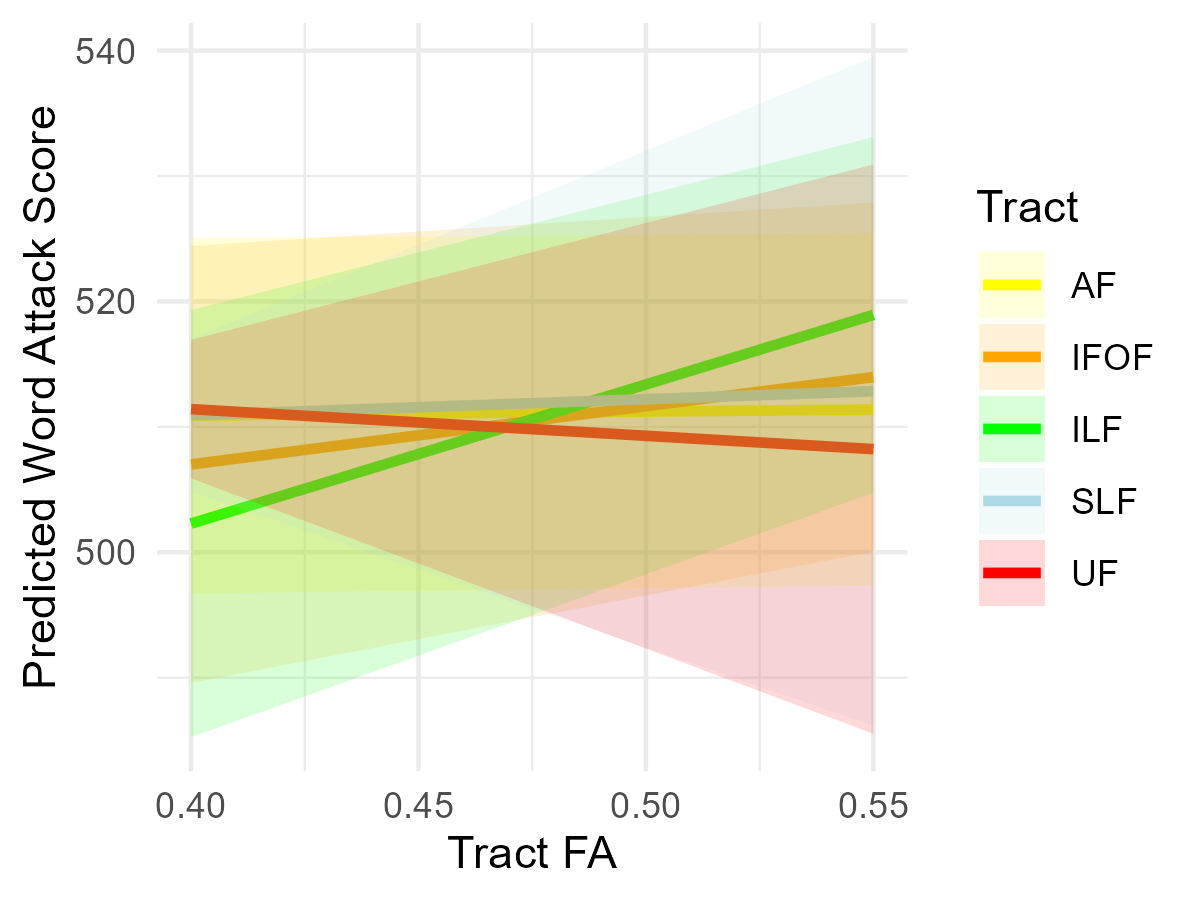 Predicted Word Attack Score
540
520
500
0.40 0.45 0.50 0.55
Tract FA
Tract
AF
IFOF
ILF
SLF
UF